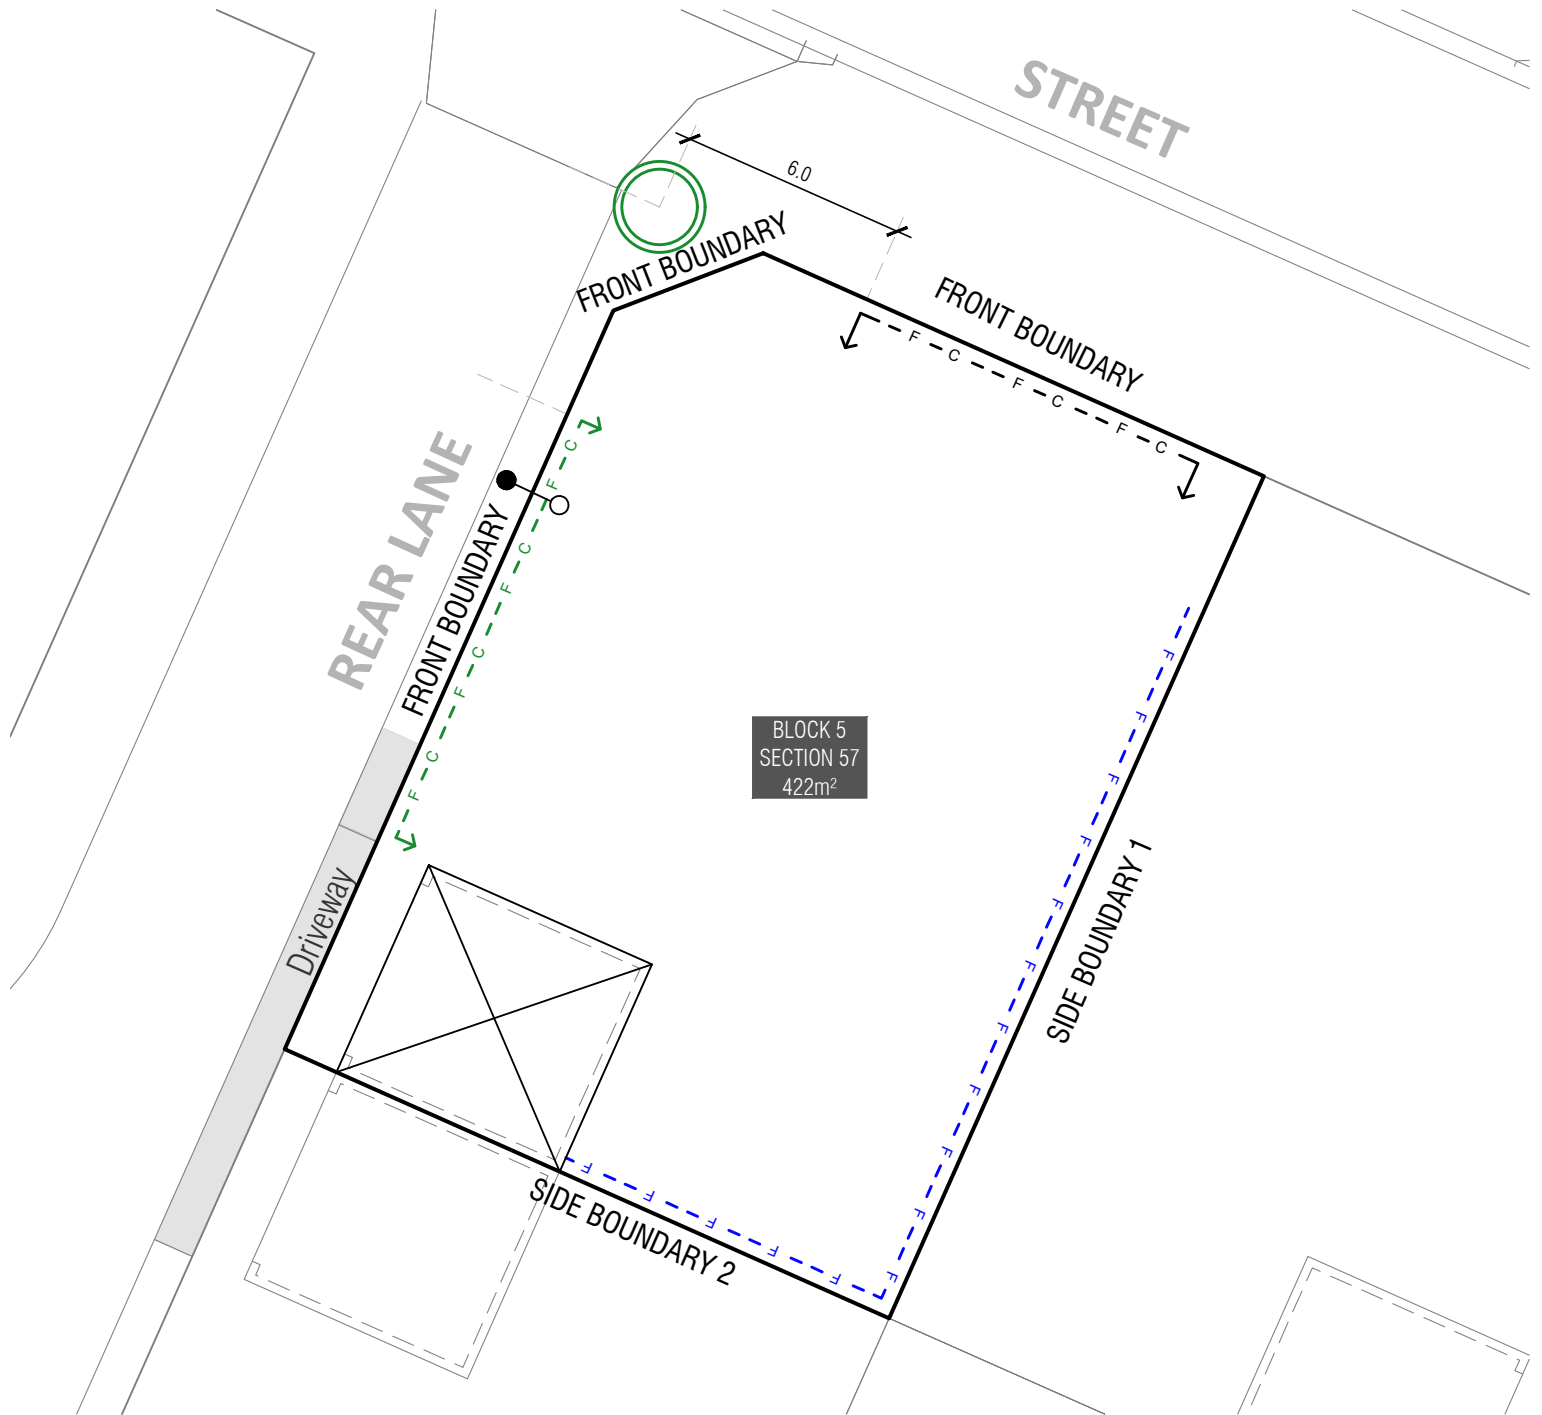 STREET
6.0
FRONT BOUNDARY
FRONT BOUNDARY
F C F C F C
REAR LANE
FRONT BOUNDARY
C F C F C F C F
BLOCK 5
SECTION 57
422m²
F F F F F F F F F F F
SIDE BOUNDARY 1
Driveway
F F F F F
SIDE BOUNDARY 2